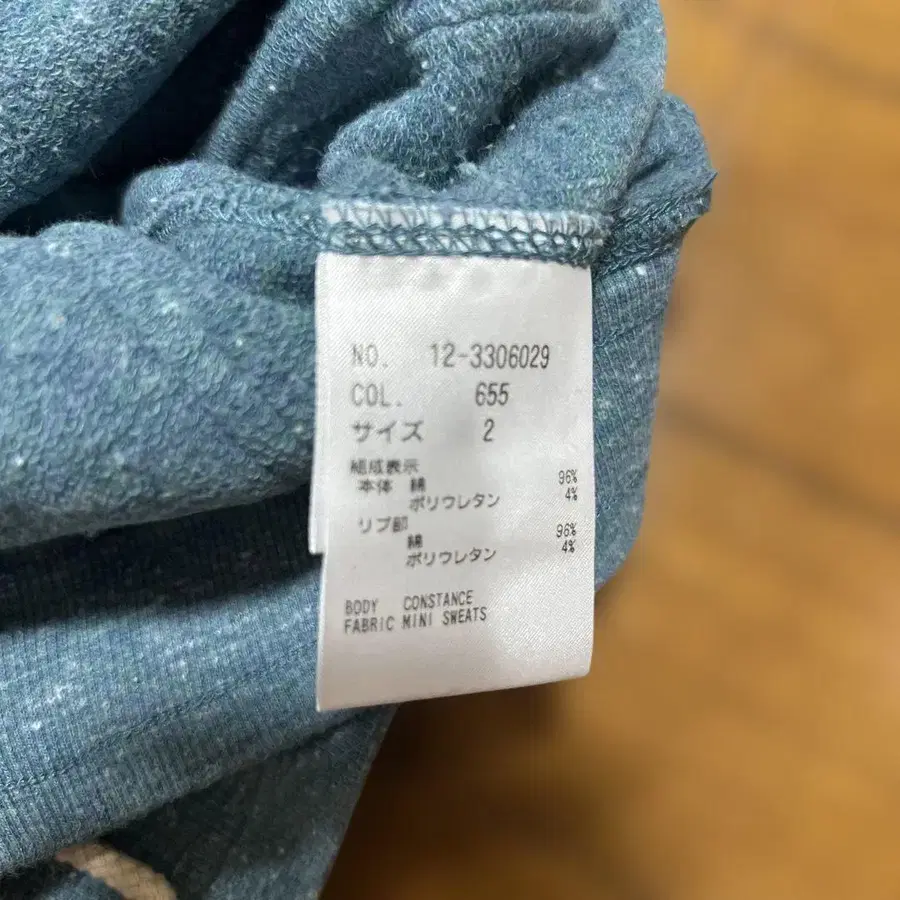 NO. 12-3306029
COL. 655
サイズ 2
組成表示
本体 綿 96%
ポリウレタン 4%
リブ部
綿 96%
ポリウレタン 4%
BODY CONSTANCE
FABRIC MINI SWEATS